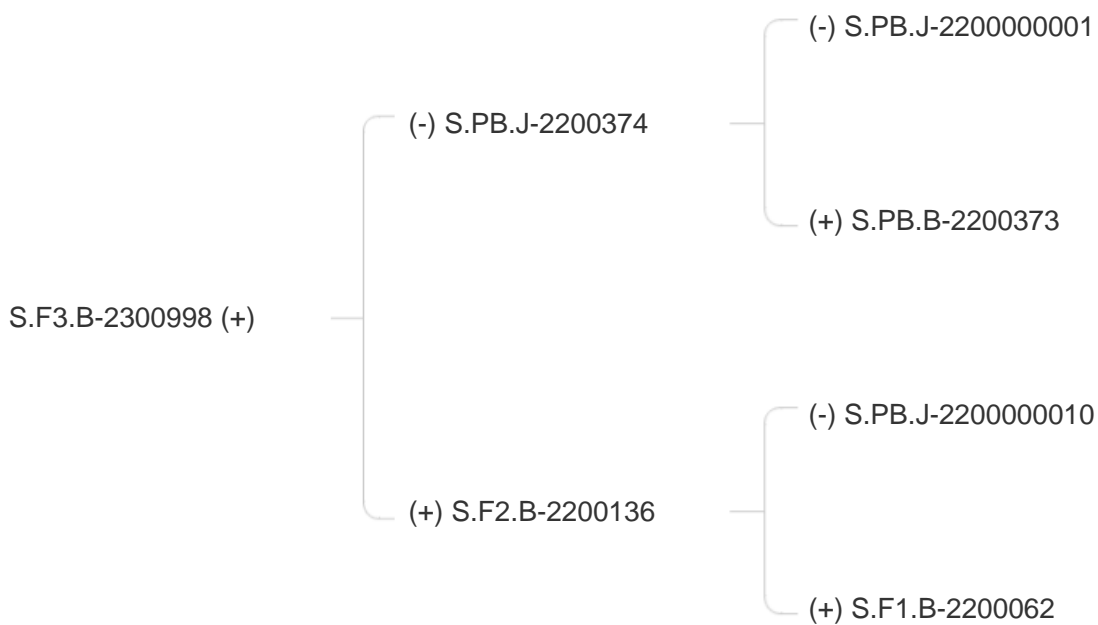 (-) S.PB.J-2200000001
(-) S.PB.J-2200374
(+) S.PB.B-2200373
S.F3.B-2300998 (+)
(-) S.PB.J-2200000010
(+) S.F2.B-2200136
(+) S.F1.B-2200062